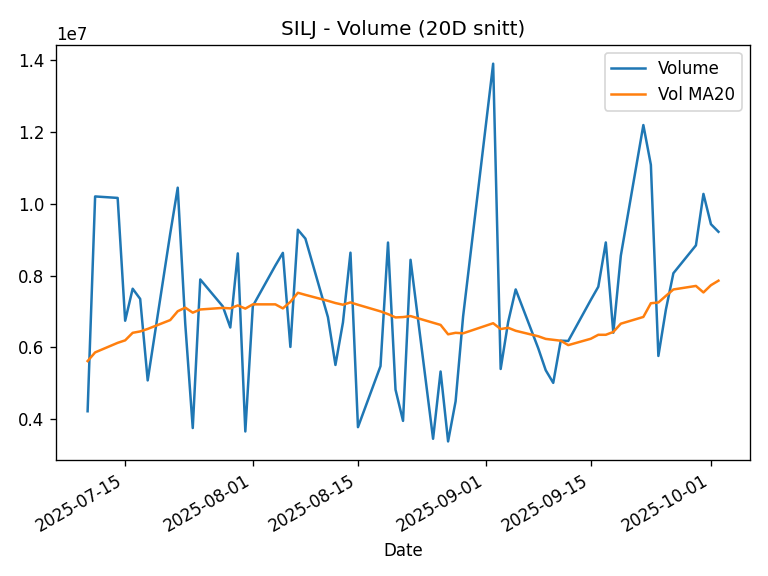 SILJ - Volume (20D snitt)
1e7
Volume
Vol MA20
1.4
1.2
1.0
0.8
0.6
0.4
2025-07-15
2025-08-01
2025-08-15
2025-09-01
2025-09-15
2025-10-01
Date